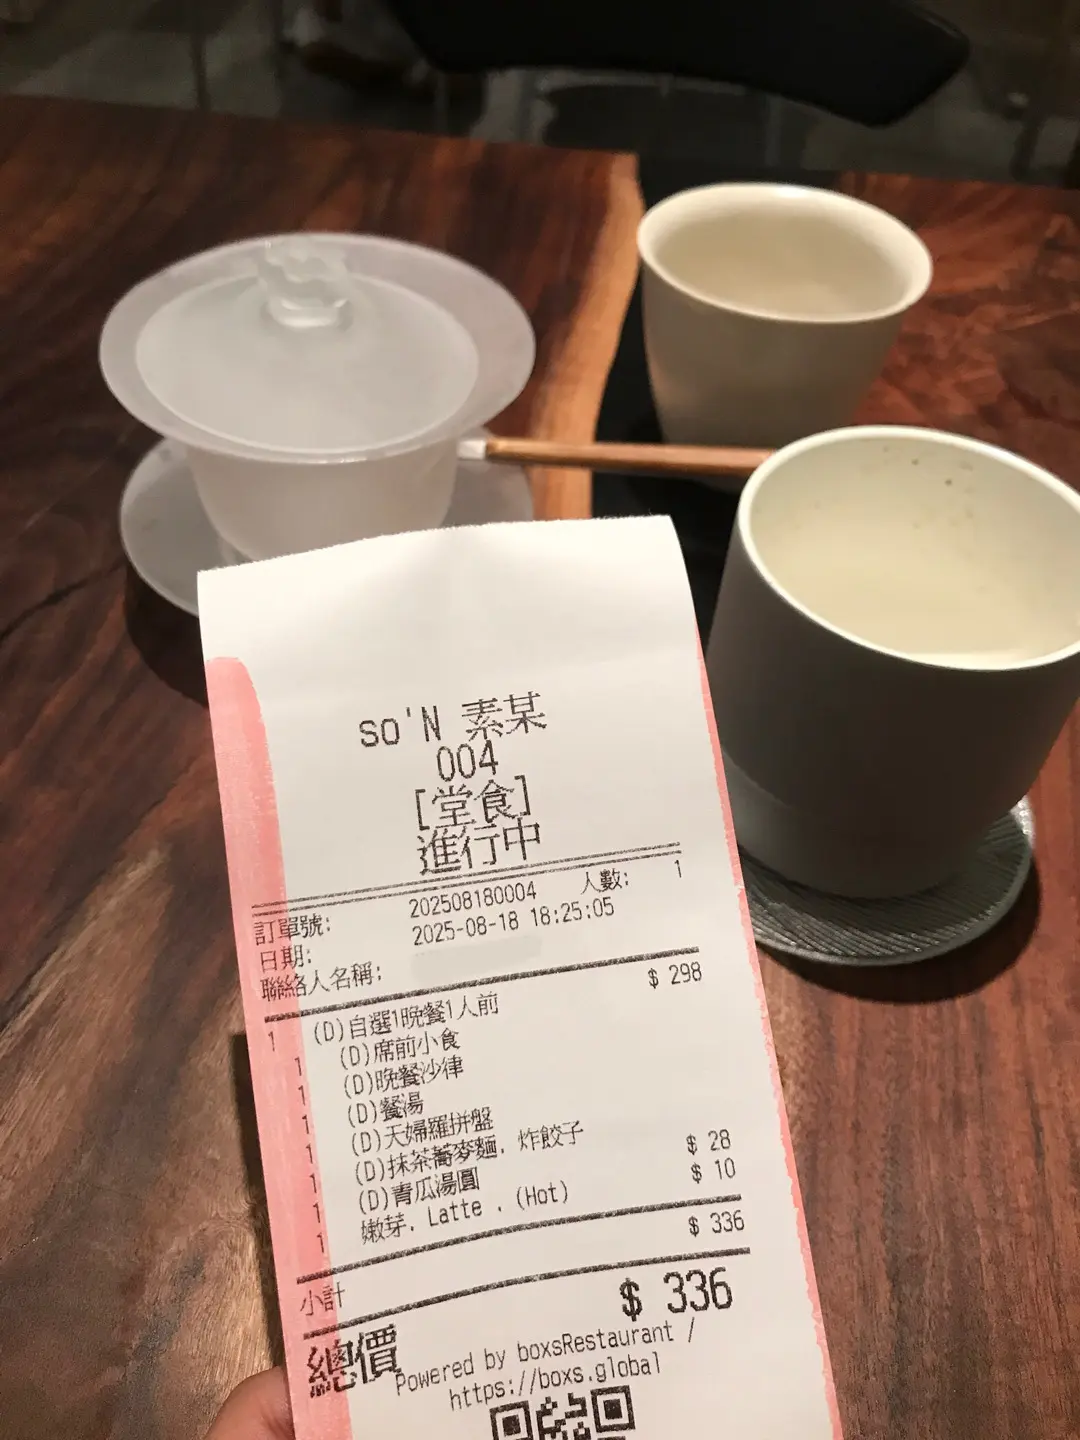 so'N 素某
004
[堂食]
進行中
訂單號: 202508180004 人數: 1
日期: 2025-08-18 18:25:05
聯絡人名稱:
1 (D)自選1晚餐1人前 $ 298
1 (D)席前小食
1 (D)晚餐沙律
1 (D)餐湯
1 (D)天婦羅拼盤
1 (D)抹茶蕎麥麵. 炸餃子 $ 28
1 (D)青瓜湯圓 $ 10
1 嫩芽. Latte . (Hot)
小計 $ 336
總價 $ 336
Powered by boxsRestaurant /
https://boxs.global